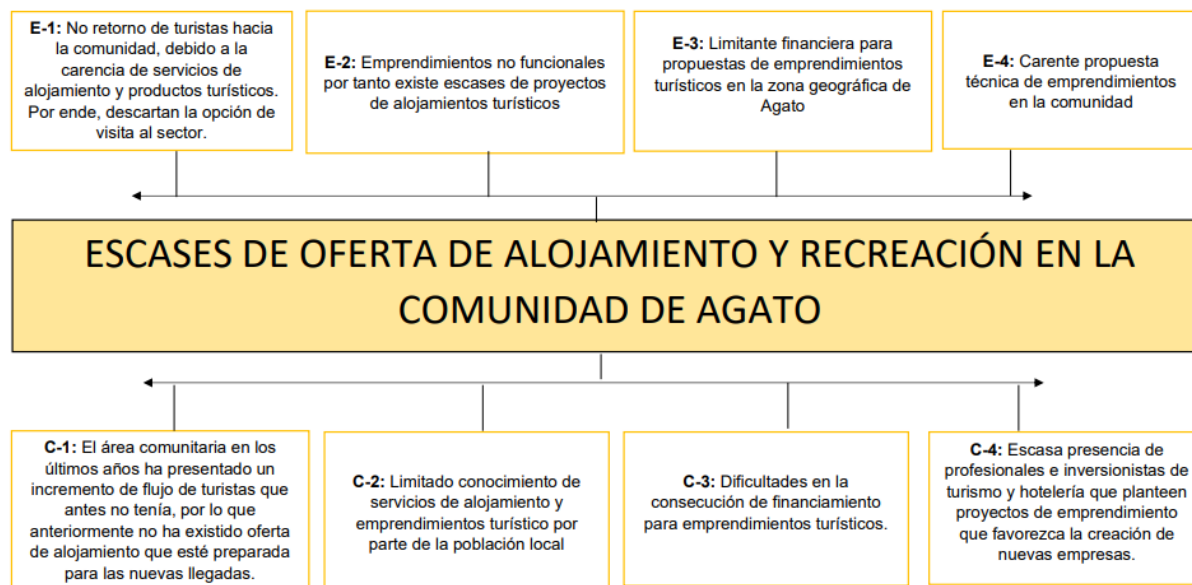 E-1: No retorno de turistas hacia
la comunidad, debido a la
carencia de servicios de
alojamiento y productos turísticos.
Por ende, descartan la opción de
visita al sector.
E-2: Emprendimientos no funcionales
por tanto existe escases de proyectos
de alojamientos turísticos
E-3: Limitante financiera para
propuestas de emprendimientos
turísticos en la zona geográfica de
Agato
E-4: Carente propuesta
técnica de emprendimientos
en la comunidad
ESCASES DE OFERTA DE ALOJAMIENTO Y RECREACIÓN EN LA
COMUNIDAD DE AGATO
C-1: El área comunitaria en los
últimos años ha presentado un
incremento de flujo de turistas que
antes no tenía, por lo que
anteriormente no ha existido oferta
de alojamiento que esté preparada
para las nuevas llegadas.
C-2: Limitado conocimiento de
servicios de alojamiento y
emprendimientos turístico por
parte de la población local
C-3: Dificultades en la
consecución de financiamiento
para emprendimientos turísticos.
C-4: Escasa presencia de
profesionales e inversionistas de
turismo y hotelería que planteen
proyectos de emprendimiento
que favorezca la creación de
nuevas empresas.